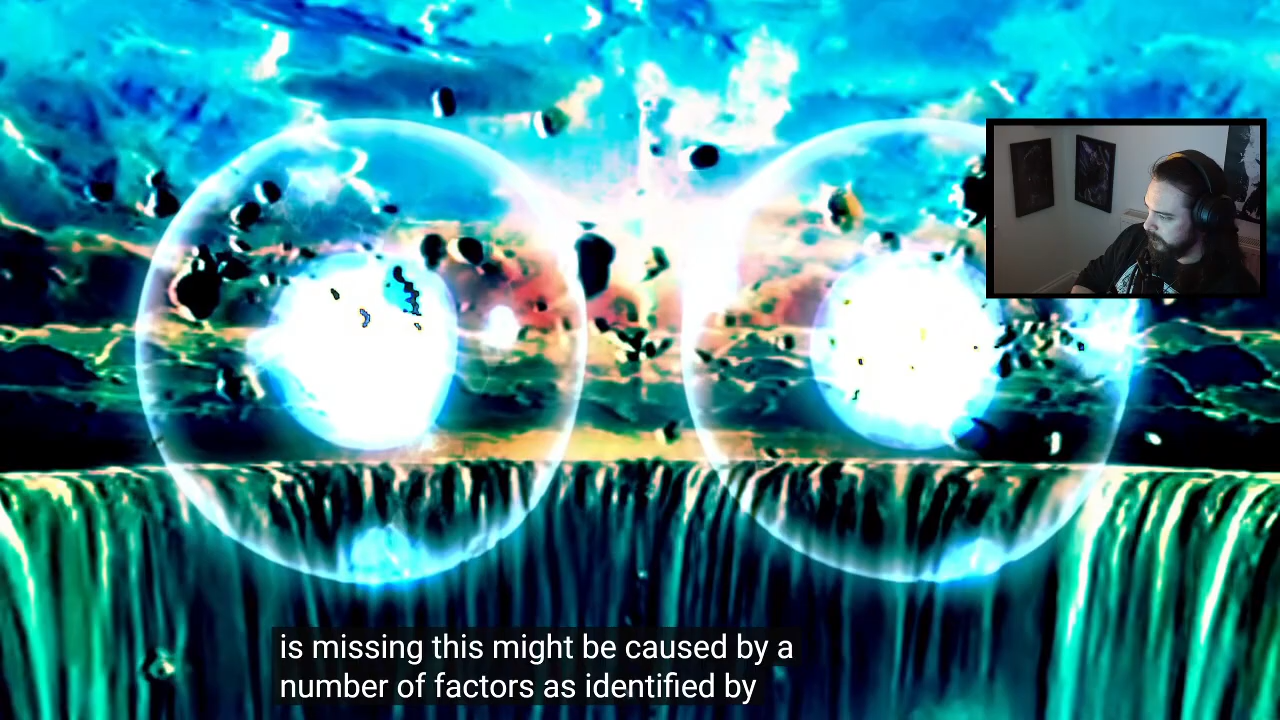 is missing this might be caused by a
number of factors as identified by